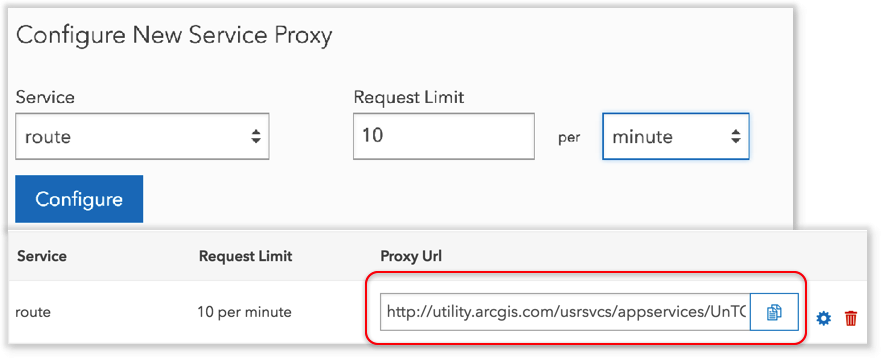 Configure New Service Proxy
Service Request Limit
route 10 per minute
Configure
Service Request Limit Proxy Url
route 10 per minute http://utility.arcgis.com/usrsvcs/appservices/UnTC